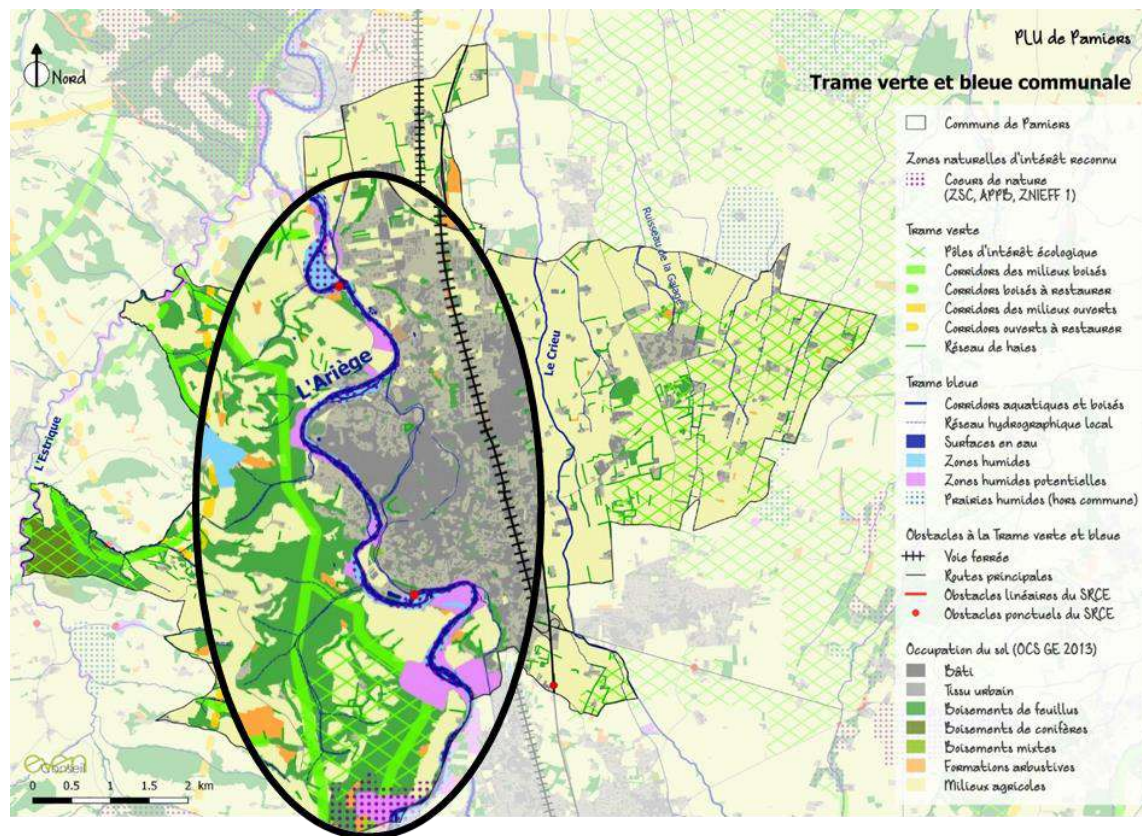 PLU de Pamiers
Trame verte et bleue communale
Nord
Commune de Pamiers
Zones naturelles d'intérêt reconnu
Coeurs de nature
(ZSC, APPB, ZNIEFF 1)
Trame verte
Pôles d'intérêt écologique
Corridors des milieux boisés
Corridors boisés à restaurer
Corridors des milieux ouverts
Corridors ouverts à restaurer
Réseau de haies
Trame bleue
Corridors aquatiques et boisés
Réseau hydrographique local
Surfaces en eau
Zones humides
Zones humides potentielles
Prairies humides (hors commune)
Obstacles à la Trame verte et bleue
Voie ferrée
Routes principales
Obstacles linéaires du SRCE
Obstacles ponctuels du SRCE
Occupation du sol (OCS GE 2013)
Bâti
Tissu urbain
Boisements de feuillus
Boisements de conifères
Boisements mixtes
Formations arbustives
Milieux agricoles
L'Ariège
L'Estrique
Le Crieu
Ruisseau de la Galage
even
Conseil
0 0.5 1 1.5 2 km